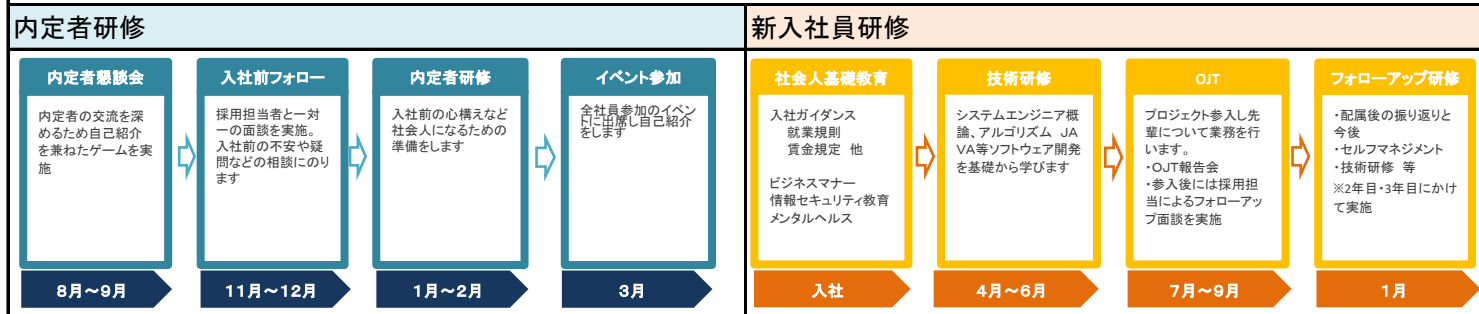 内定者研修
内定者懇談会
内定者の交流を深
めるため自己紹介
を兼ねたゲームを実
施
8月～9月
入社前フォロー
採用担当者と一対
一の面談を実施。
入社前の不安や疑
問などの相談にのり
ます
11月～12月
内定者研修
入社前の心構えなど
社会人になるための
準備をします
1月～2月
イベント参加
全社員参加のイベン
トに出席し自己紹介
をします
3月
新入社員研修
社会人基礎教育
入社ガイダンス
就業規則
賃金規定 他
ビジネスマナー
情報セキュリティ教育
メンタルヘルス
入社
技術研修
システムエンジニア概
論、アルゴリズム JA
VA等ソフトウェア開発
を基礎から学びます
4月～6月
OJT
プロジェクト参入し先
輩について業務を行
います。
・OJT報告会
・参入後には採用担
当によるフォローアッ
プ面談を実施
7月～9月
フォローアップ研修
・配属後の振り返りと
今後
・セルフマネジメント
・技術研修 等
※2年目・3年目にかけ
て実施
1月